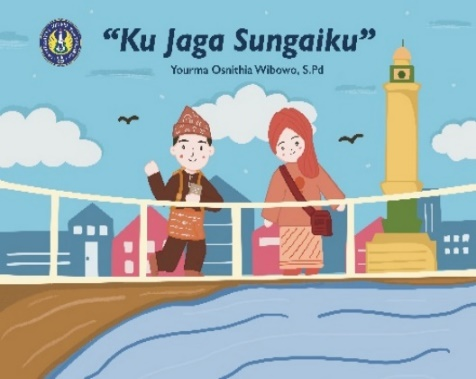 “Ku Jaga Sungaiku”
Yourma Osnithia Wibowo, S.Pd